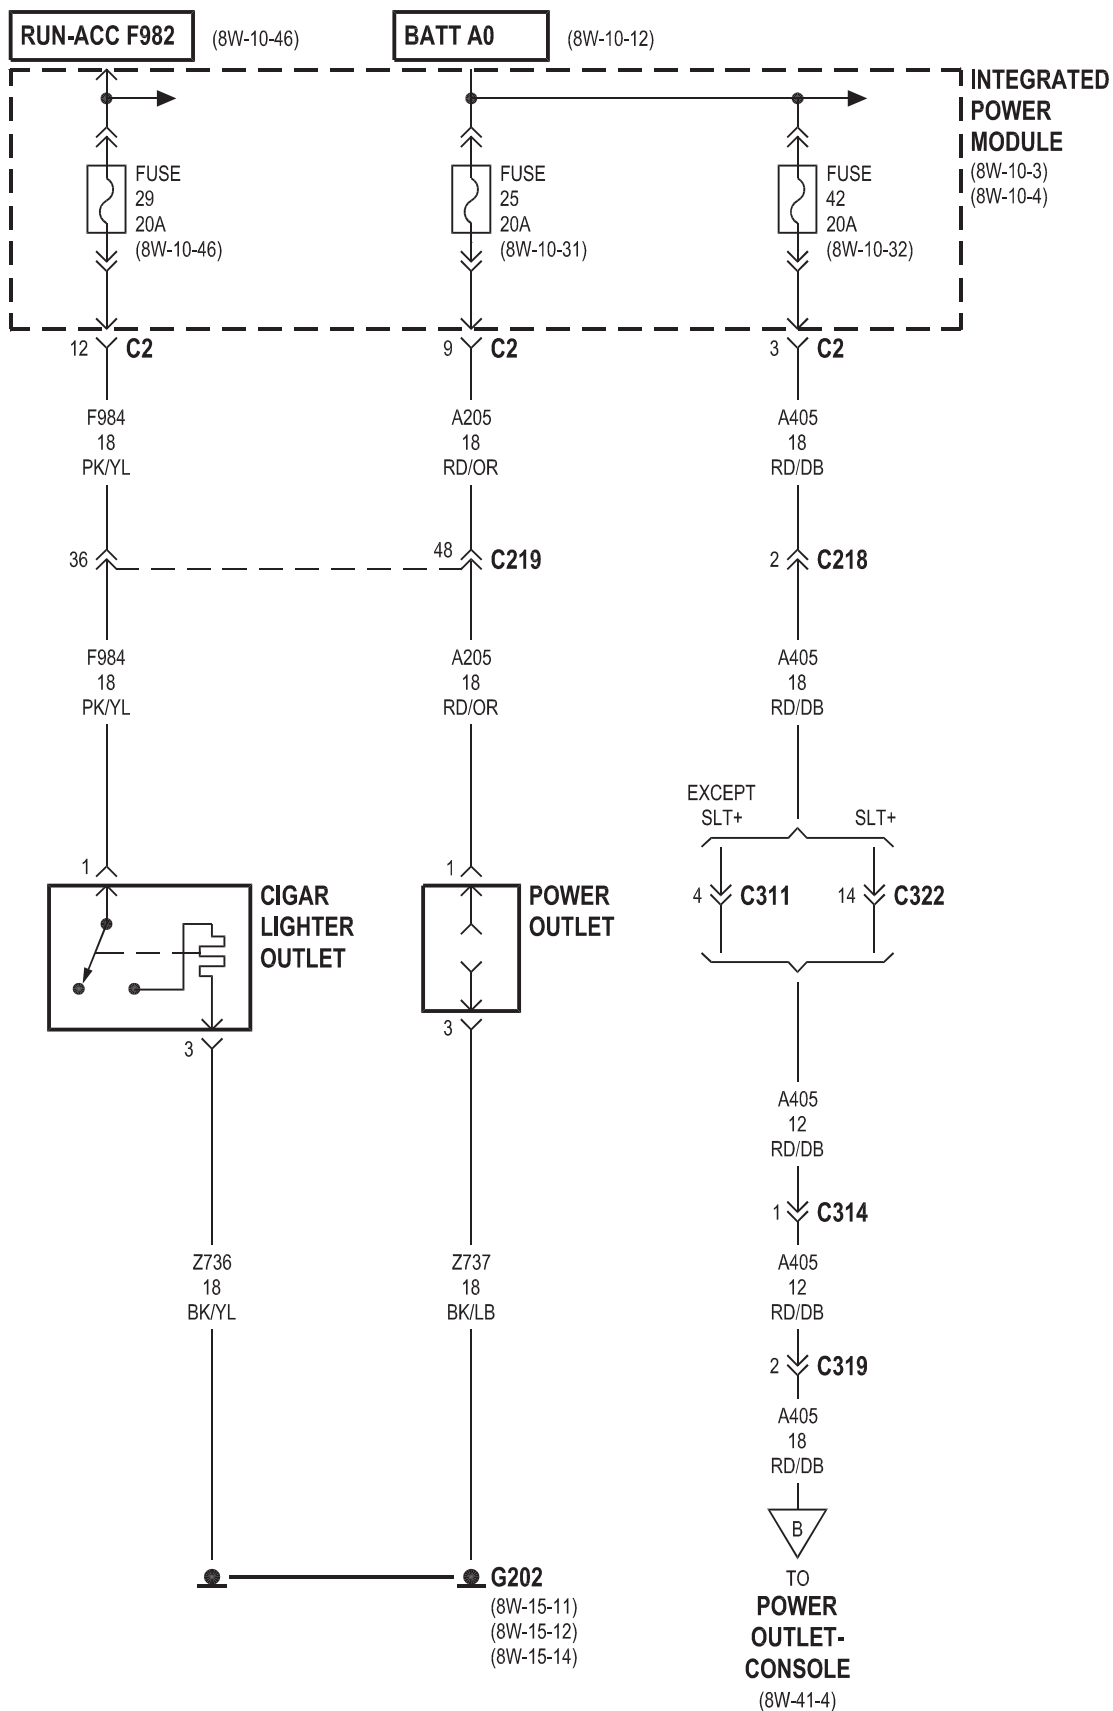 RUN-ACC F982 (8W-10-46)
BATT A0 (8W-10-12)
INTEGRATED
POWER
MODULE
(8W-10-3)
(8W-10-4)
FUSE
29
20A
(8W-10-46)
FUSE
25
20A
(8W-10-31)
FUSE
42
20A
(8W-10-32)
12 C2
9 C2
3 C2
F984
18
PK/YL
A205
18
RD/OR
A405
18
RD/DB
36
48 C219
2 C218
F984
18
PK/YL
A205
18
RD/OR
A405
18
RD/DB
EXCEPT
SLT+
SLT+
4 C311
14 C322
1
CIGAR
LIGHTER
OUTLET
3
1
POWER
OUTLET
3
A405
12
RD/DB
1 C314
Z736
18
BK/YL
Z737
18
BK/LB
A405
12
RD/DB
2 C319
A405
18
RD/DB
B
TO
POWER
OUTLET-
CONSOLE
(8W-41-4)
G202
(8W-15-11)
(8W-15-12)
(8W-15-14)